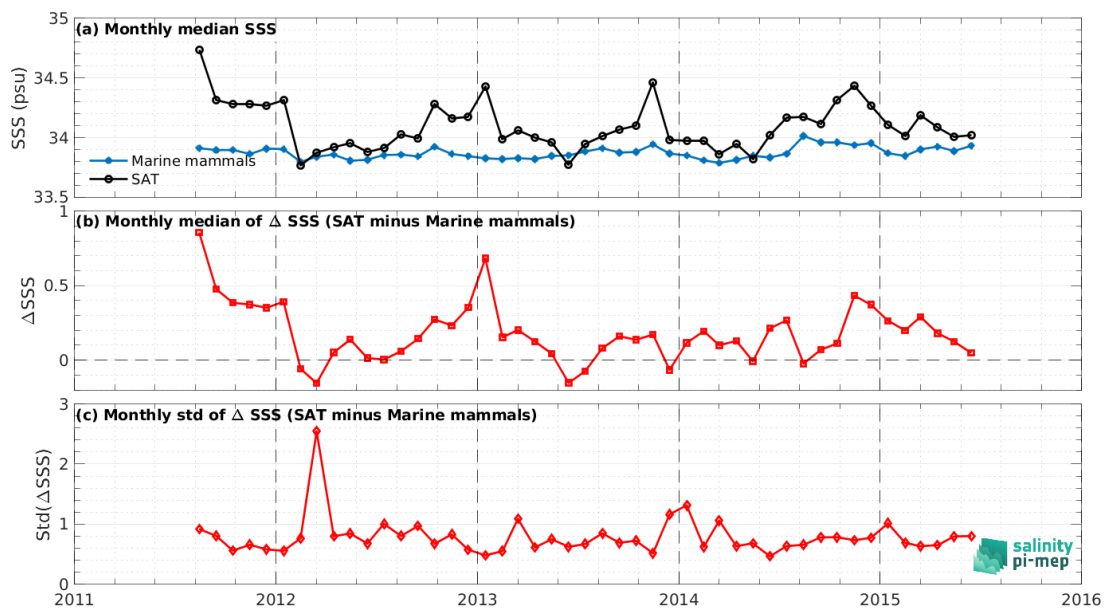 (a) Monthly median SSS
35
34.5
34
33.5
SSS (psu)
Marine mammals
SAT
(b) Monthly median of Δ SSS (SAT minus Marine mammals)
1
0.5
0
ΔSSS
(c) Monthly std of Δ SSS (SAT minus Marine mammals)
3
2
1
0
Std(ΔSSS)
2011 2012 2013 2014 2015 2016
salinity
pi-mep